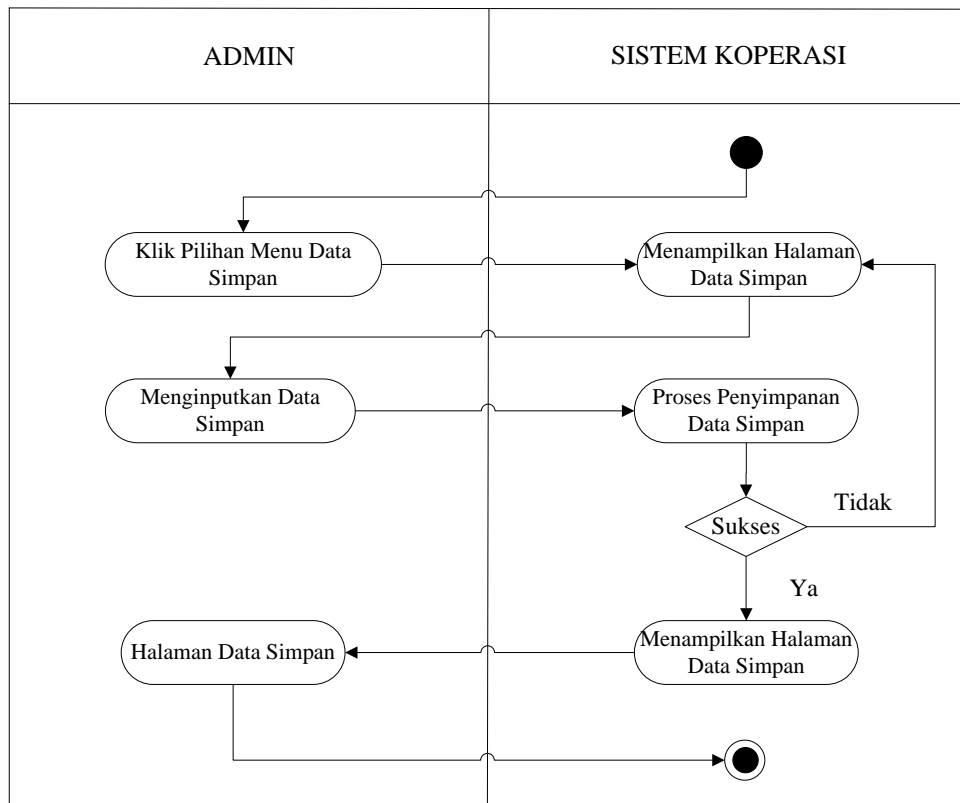 ADMIN
SISTEM KOPERASI
Klik Pilihan Menu Data
Simpan
Menampilkan Halaman
Data Simpan
Menginputkan Data
Simpan
Proses Penyimpanan
Data Simpan
Sukses
Tidak
Ya
Halaman Data Simpan
Menampilkan Halaman
Data Simpan